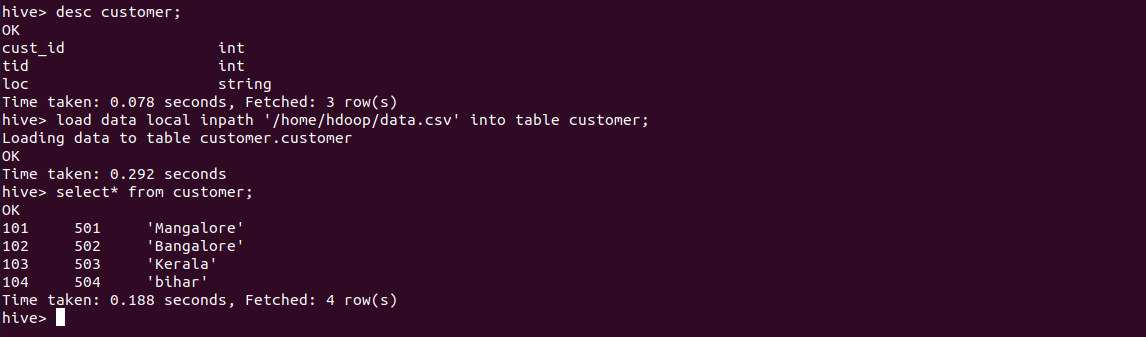 hive> desc customer;
OK
cust_id                 int
tid                     int
loc                     string
Time taken: 0.078 seconds, Fetched: 3 row(s)
hive> load data local inpath '/home/hdoop/data.csv' into table customer;
Loading data to table customer.customer
OK
Time taken: 0.292 seconds
hive> select* from customer;
OK
101     501     'Mangalore'
102     502     'Bangalore'
103     503     'Kerala'
104     504     'bihar'
Time taken: 0.188 seconds, Fetched: 4 row(s)
hive>